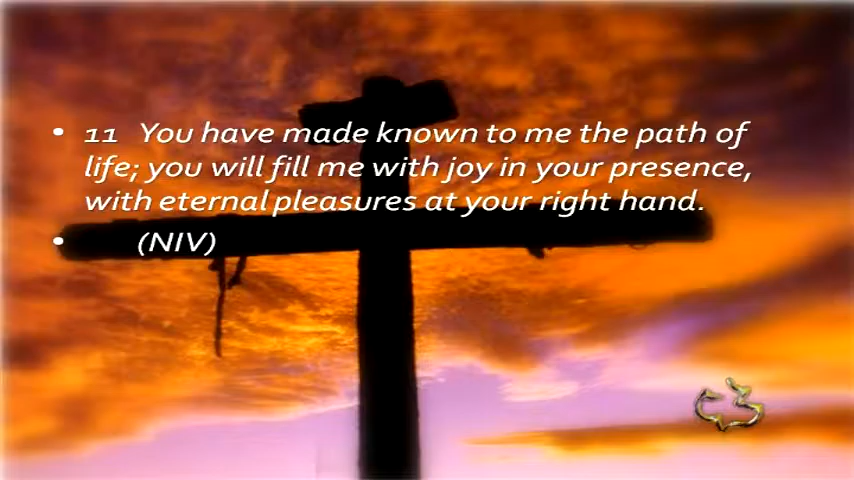 • 11 You have made known to me the path of
life; you will fill me with joy in your presence,
with eternal pleasures at your right hand.
• (NIV)